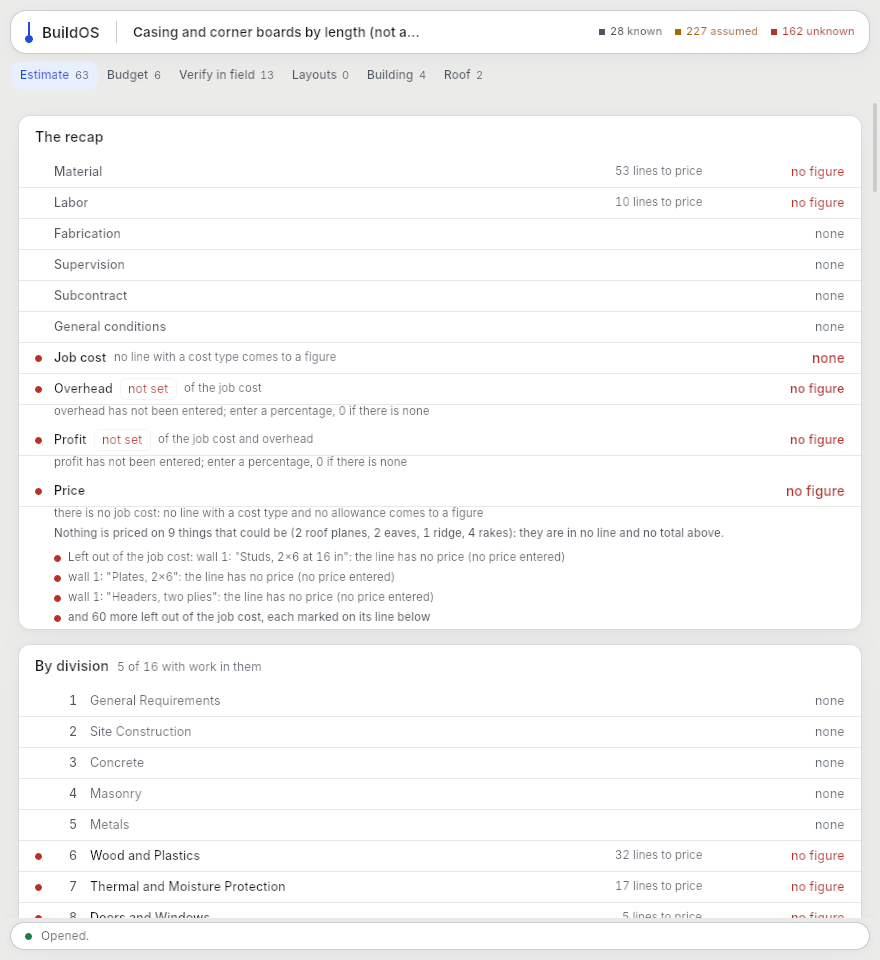 BuildOS
Casing and corner boards by length (not a…
28 known 227 assumed 162 unknown
Estimate 63 Budget 6 Verify in field 13 Layouts 0 Building 4 Roof 2
The recap
Material 53 lines to price no figure
Labor 10 lines to price no figure
Fabrication none
Supervision none
Subcontract none
General conditions none
Job cost no line with a cost type comes to a figure none
Overhead not set of the job cost no figure
overhead has not been entered; enter a percentage, 0 if there is none
Profit not set of the job cost and overhead no figure
profit has not been entered; enter a percentage, 0 if there is none
Price no figure
there is no job cost: no line with a cost type and no allowance comes to a figure
Nothing is priced on 9 things that could be (2 roof planes, 2 eaves, 1 ridge, 4 rakes): they are in no line and no total above.
Left out of the job cost: wall 1: "Studs, 2×6 at 16 in": the line has no price (no price entered)
wall 1: "Plates, 2×6": the line has no price (no price entered)
wall 1: "Headers, two plies": the line has no price (no price entered)
and 60 more left out of the job cost, each marked on its line below
By division 5 of 16 with work in them
1 General Requirements none
2 Site Construction none
3 Concrete none
4 Masonry none
5 Metals none
6 Wood and Plastics 32 lines to price no figure
7 Thermal and Moisture Protection 17 lines to price no figure
8 Doors and Windows 5 lines to price no figure
Opened.